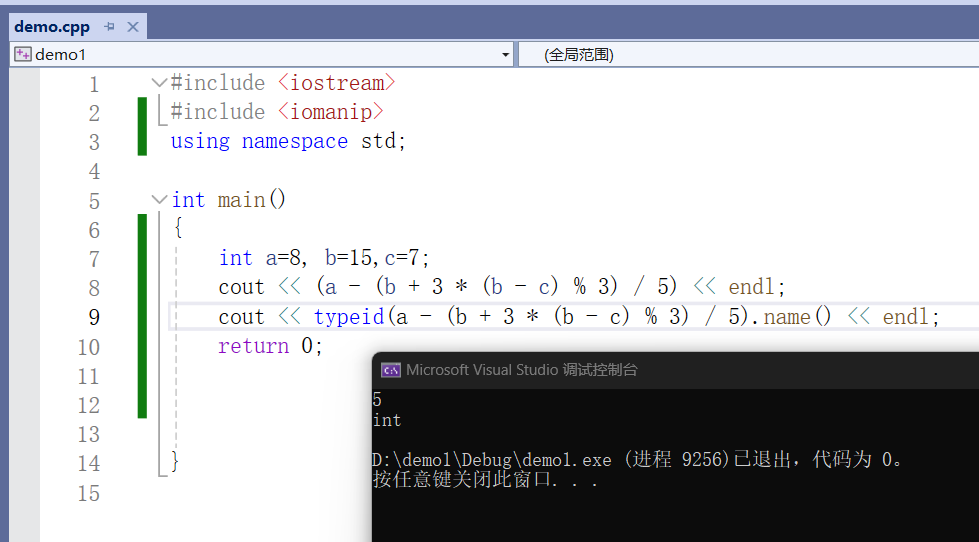 demo.cpp
demo1
(全局范围)
1 #include <iostream>
2 #include <iomanip>
3 using namespace std;
4
5 int main()
6 {
7 int a=8, b=15,c=7;
8 cout << (a - (b + 3 * (b - c) % 3) / 5) << endl;
9 cout << typeid(a - (b + 3 * (b - c) % 3) / 5).name() << endl;
10 return 0;
11
12
13
14 }
15
C:\ Microsoft Visual Studio 调试控制台
5
int
D:\demo1\Debug\demo1.exe (进程 9256)已退出，代码为 0。
按任意键关闭此窗口. . .